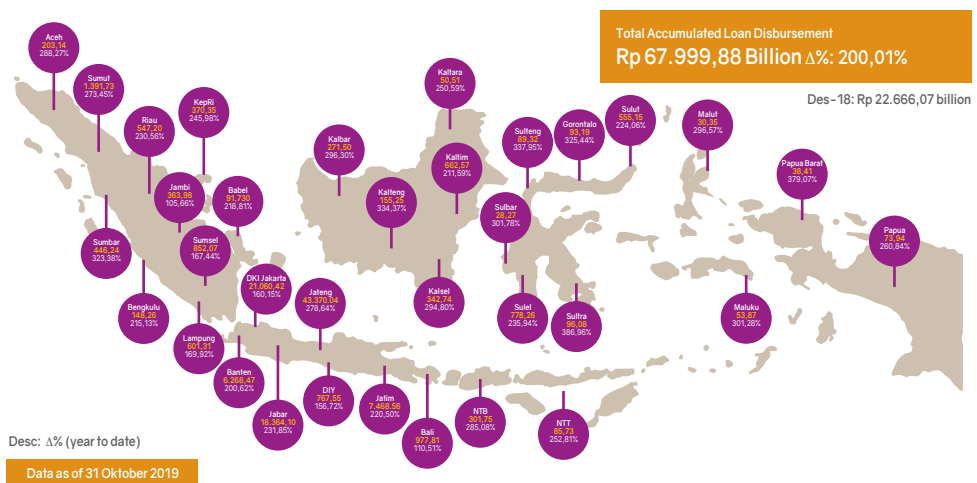 Total Accumulated Loan Disbursement
Rp 67.999,88 Billion Δ%: 200,01%
Des-18: Rp 22.666,07 billion
Aceh
203,14
288,27%
Sumut
1.391,73
273,45%
Riau
547,20
230,56%
KepRi
370,35
245,98%
Jambi
363,98
105,66%
Babel
91,730
218,81%
Sumbar
446,24
323,38%
Sumsel
852,07
167,44%
Bengkulu
148,26
215,13%
Lampung
601,31
169,92%
DKI Jakarta
21.060,42
160,15%
Jateng
43.370.04
278,64%
Banten
6.268,47
200,62%
Jabar
18.364,10
231,85%
DIY
767,55
156,72%
Jatim
7.468.56
220,50%
Bali
977,81
110,51%
NTB
301,75
285,08%
NTT
85,73
252,81%
Kalbar
271,50
296,30%
Kalteng
155,25
334,37%
Kaltara
50,51
250,59%
Kaltim
662,57
211,59%
Kalsel
342,74
294,80%
Sulteng
89,32
337,95%
Gorontalo
93,19
325,44%
Sulut
555,15
224,06%
Sulbar
28,27
301,78%
Sulel
778,26
235,94%
Sultra
96,08
386,96%
Malut
30,35
296,57%
Maluku
53,87
301,28%
Papua Barat
38,41
379,07%
Papua
73,94
260,84%
Desc: Δ% (year to date)
Data as of 31 Oktober 2019